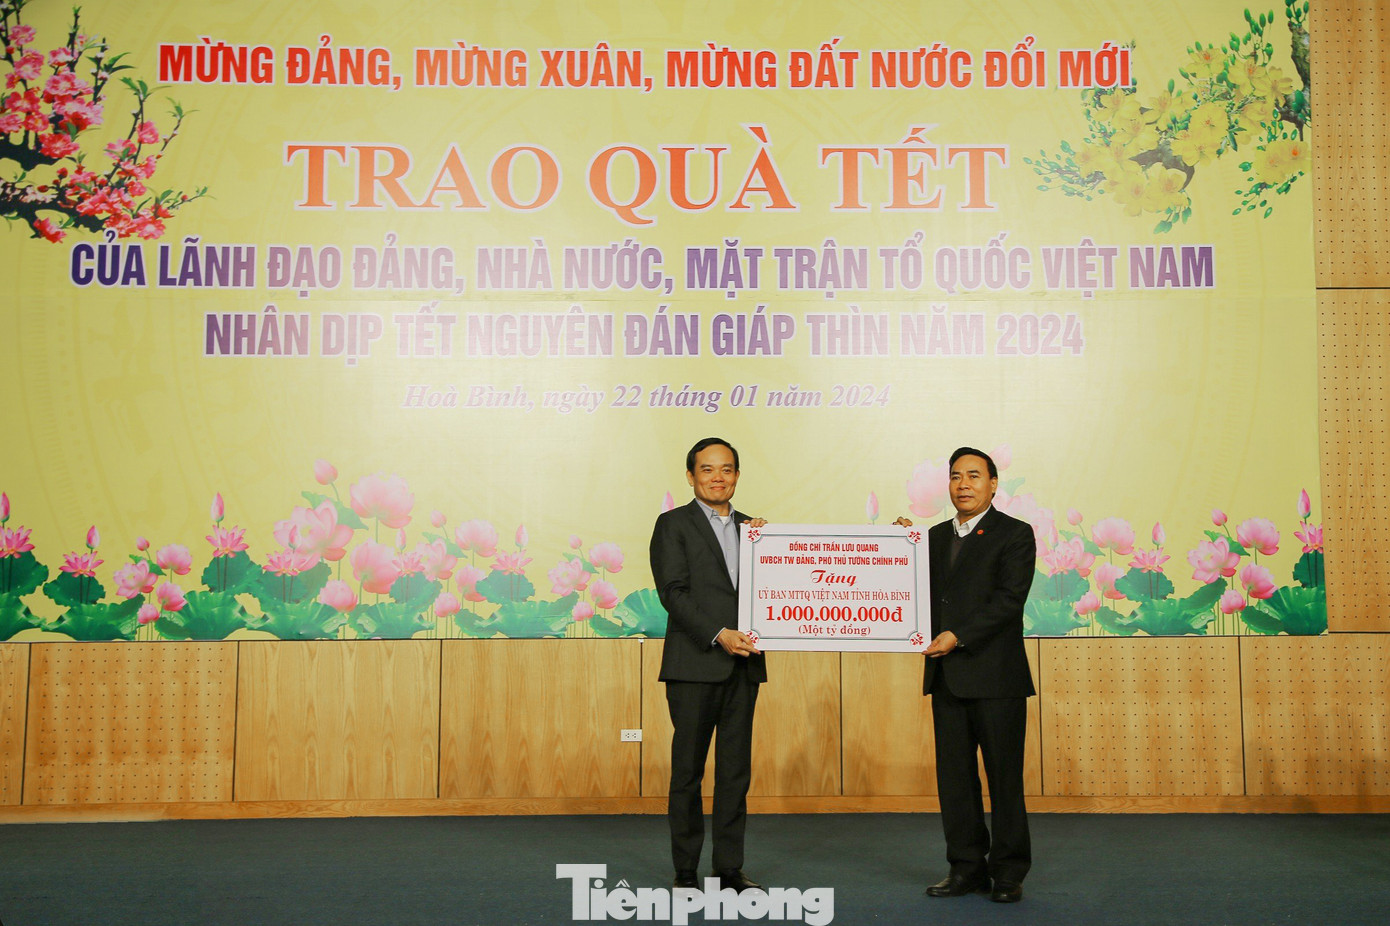 MỪNG ĐẢNG, MỪNG XUÂN, MỪNG ĐẤT NƯỚC ĐỔI MỚI
TRAO QUÀ TẾT
CỦA LÃNH ĐẠO ĐẢNG, NHÀ NƯỚC, MẶT TRẬN TỔ QUỐC VIỆT NAM
NHÂN DỊP TẾT NGUYÊN ĐÁN GIÁP THÌN NĂM 2024
Hoà Bình, ngày 22 tháng 01 năm 2024
ĐỒNG CHÍ TRẦN LƯU QUANG
UVBCH TW ĐẢNG, PHÓ THỦ TƯỚNG CHÍNH PHỦ
Tặng
UỶ BAN MTTQ VIỆT NAM TỈNH HÒA BÌNH
1.000.000.000đ
(Một tỷ đồng)
Tiềnphong